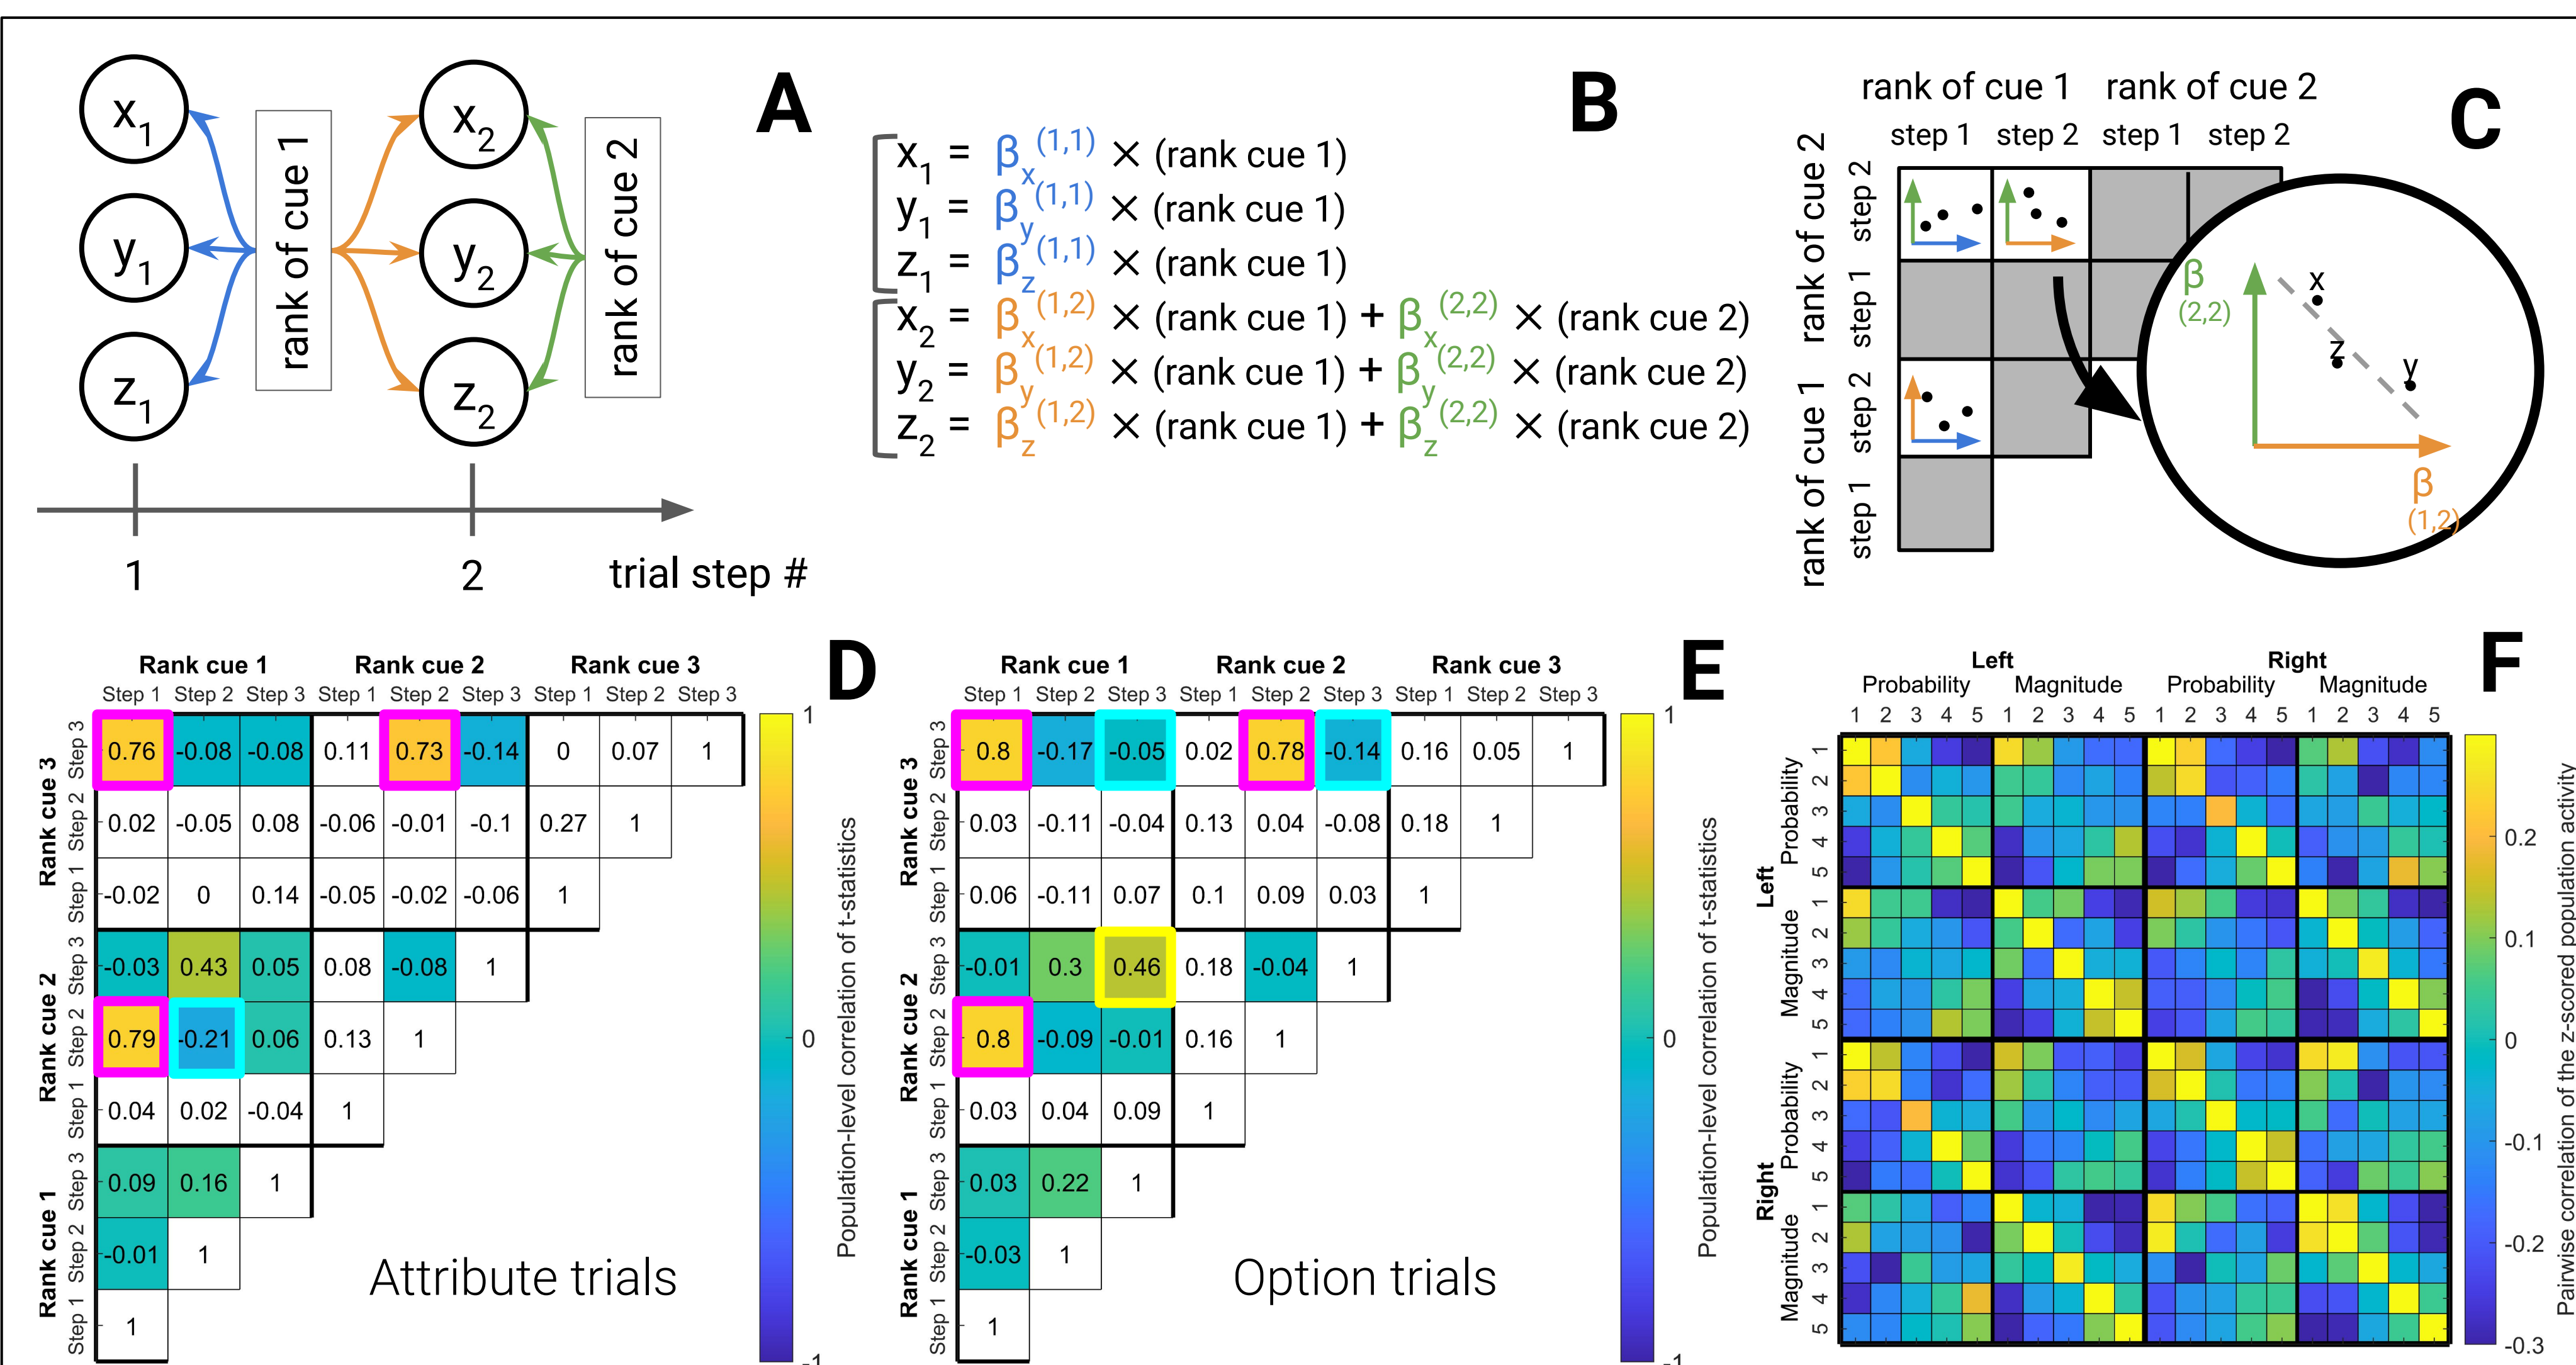 A
x1
y1
z1
rank of cue 1
x2
y2
z2
rank of cue 2
1
2
trial step #
B
x1 = βx(1,1) × (rank cue 1)
y1 = βy(1,1) × (rank cue 1)
z1 = βz(1,1) × (rank cue 1)
x2 = βx(1,2) × (rank cue 1) + βx(2,2) × (rank cue 2)
y2 = βy(1,2) × (rank cue 1) + βy(2,2) × (rank cue 2)
z2 = βz(1,2) × (rank cue 1) + βz(2,2) × (rank cue 2)
C
rank of cue 1 rank of cue 2
step 1 step 2 step 1 step 2
rank of cue 2
step 2
step 1
rank of cue 1
step 2
step 1
β
(2,2)
x
z
y
β
(1,2)
D
Rank cue 1 Rank cue 2 Rank cue 3
Step 1 Step 2 Step 3 Step 1 Step 2 Step 3 Step 1 Step 2 Step 3
Rank cue 3
Step 3 0.76 -0.08 -0.08 0.11 0.73 -0.14 0 0.07 1
Step 2 0.02 -0.05 0.08 -0.06 -0.01 -0.1 0.27 1
Step 1 -0.02 0 0.14 -0.05 -0.02 -0.06 1
Rank cue 2
Step 3 -0.03 0.43 0.05 0.08 -0.08 1
Step 2 0.79 -0.21 0.06 0.13 1
Step 1 0.04 0.02 -0.04 1
Rank cue 1
Step 3 0.09 0.16 1
Step 2 -0.01 1
Step 1 1
Attribute trials
1
0
-1
Population-level correlation of t-statistics
E
Rank cue 1 Rank cue 2 Rank cue 3
Step 1 Step 2 Step 3 Step 1 Step 2 Step 3 Step 1 Step 2 Step 3
Rank cue 3
Step 3 0.8 -0.17 -0.05 0.02 0.78 -0.14 0.16 0.05 1
Step 2 0.03 -0.11 -0.04 0.13 0.04 -0.08 0.18 1
Step 1 0.06 -0.11 0.07 0.1 0.09 0.03 1
Rank cue 2
Step 3 -0.01 0.3 0.46 0.18 -0.04 1
Step 2 0.8 -0.09 -0.01 0.16 1
Step 1 0.03 0.04 0.09 1
Rank cue 1
Step 3 0.03 0.22 1
Step 2 -0.03 1
Step 1 1
Option trials
1
0
-1
Population-level correlation of t-statistics
F
Left Right
Probability Magnitude Probability Magnitude
1 2 3 4 5 1 2 3 4 5 1 2 3 4 5 1 2 3 4 5
Left
Probability
1
2
3
4
5
Magnitude
1
2
3
4
5
Right
Probability
1
2
3
4
5
Magnitude
1
2
3
4
5
0.2
0.1
0
-0.1
-0.2
-0.3
Pairwise correlation of the z-scored population activity